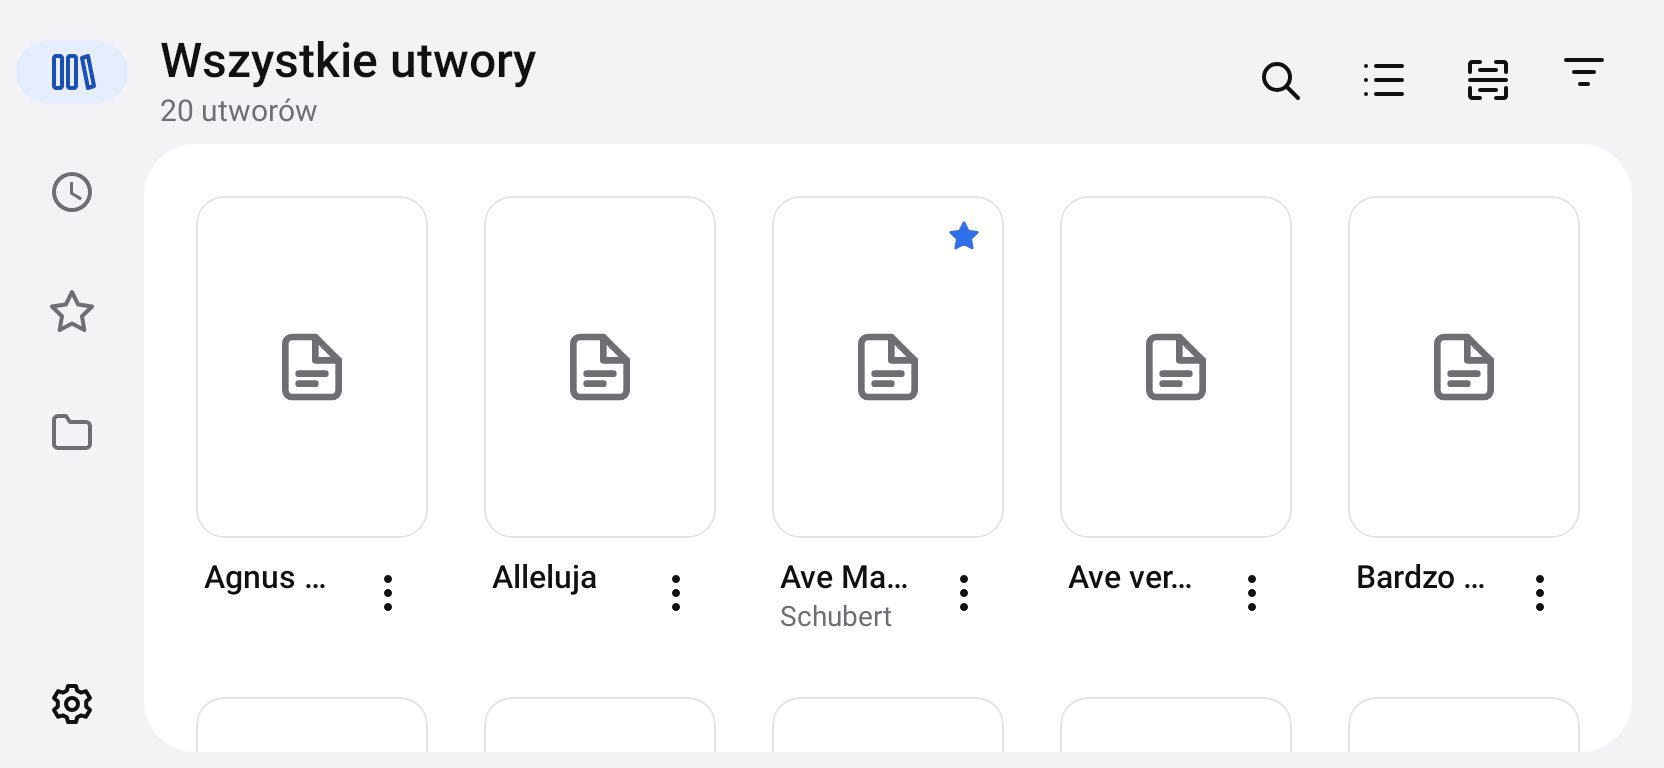 Wszystkie utwory
20 utworów
Agnus ...
Alleluja
Ave Ma...
Schubert
Ave ver...
Bardzo ...